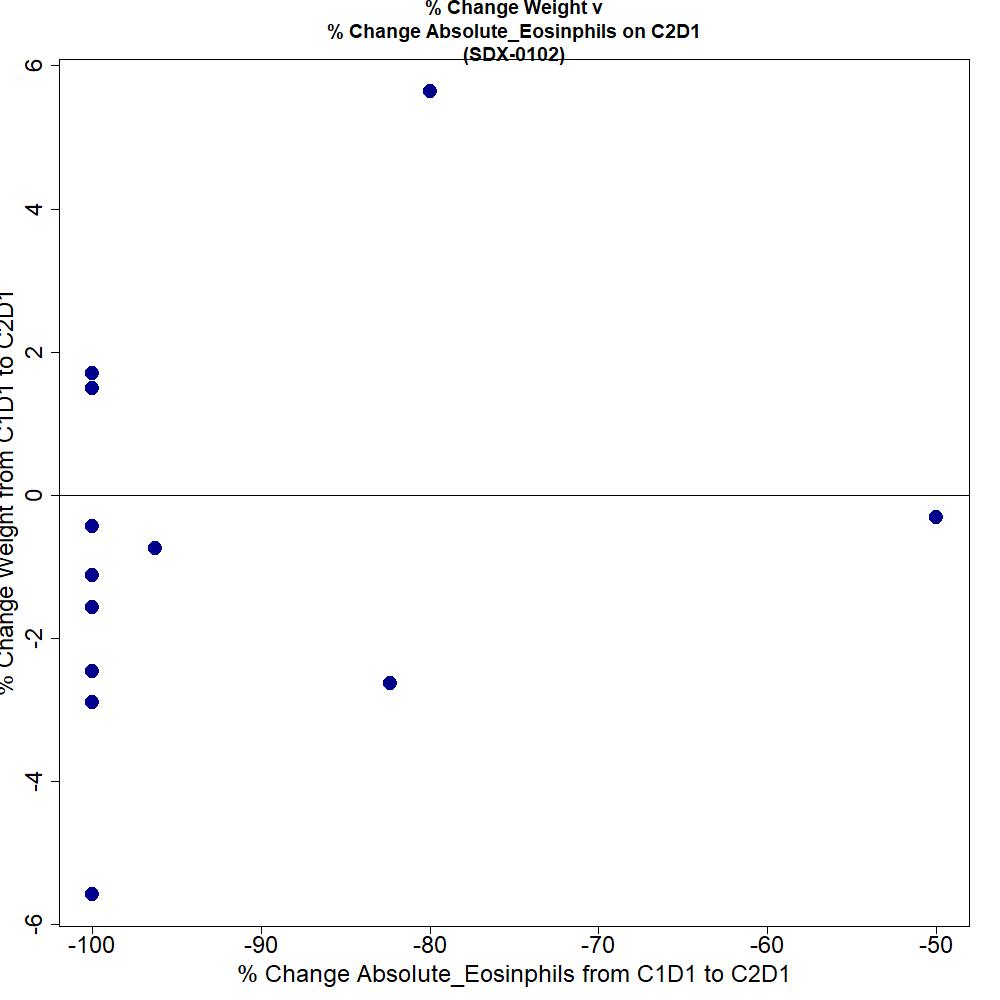 % Change Weight v
% Change Absolute_Eosinphils on C2D1
(SDX-0102)
% Change Weight from C1D1 to C2D1
6
4
2
0
-2
-4
-6
-100 -90 -80 -70 -60 -50
% Change Absolute_Eosinphils from C1D1 to C2D1